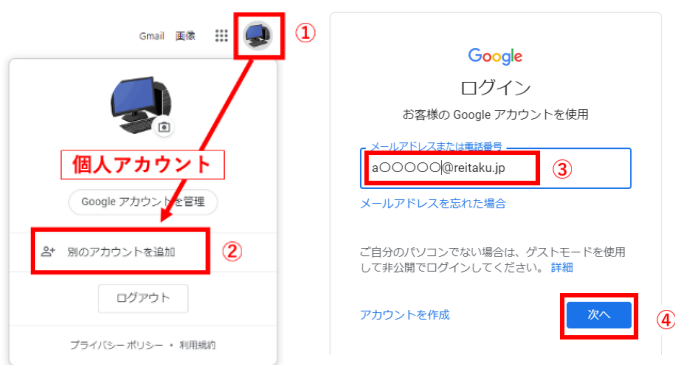 Gmail 画像
①
個人アカウント
Google アカウントを管理
別のアカウントを追加
②
ログアウト
プライバシー ポリシー • 利用規約
Google
ログイン
お客様の Google アカウントを使用
メールアドレスまたは電話番号
a〇〇〇〇〇@reitaku.jp
③
メールアドレスを忘れた場合
ご自分のパソコンでない場合は、ゲストモードを使用
して非公開でログインしてください。 詳細
アカウントを作成
次へ
④